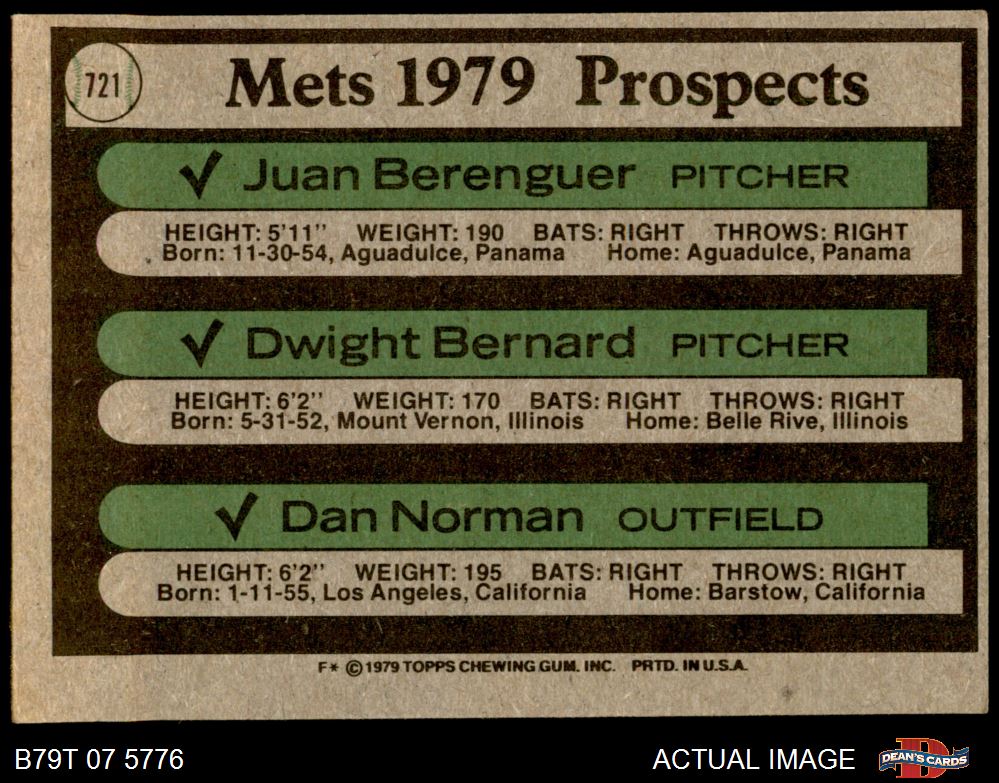 721
Mets 1979 Prospects
✓ Juan Berenguer PITCHER
HEIGHT: 5'11" WEIGHT: 190 BATS: RIGHT THROWS: RIGHT
Born: 11-30-54, Aguadulce, Panama Home: Aguadulce, Panama
✓ Dwight Bernard PITCHER
HEIGHT: 6'2'' WEIGHT: 170 BATS: RIGHT THROWS: RIGHT
Born: 5-31-52, Mount Vernon, Illinois Home: Belle Rive, Illinois
✓ Dan Norman OUTFIELD
HEIGHT: 6'2" WEIGHT: 195 BATS: RIGHT THROWS: RIGHT
Born: 1-11-55, Los Angeles, California Home: Barstow, California
F* © 1979 TOPPS CHEWING GUM. INC. PRTD. IN U.S.A.
B79T 07 5776 ACTUAL IMAGE DEAN'S CARDS